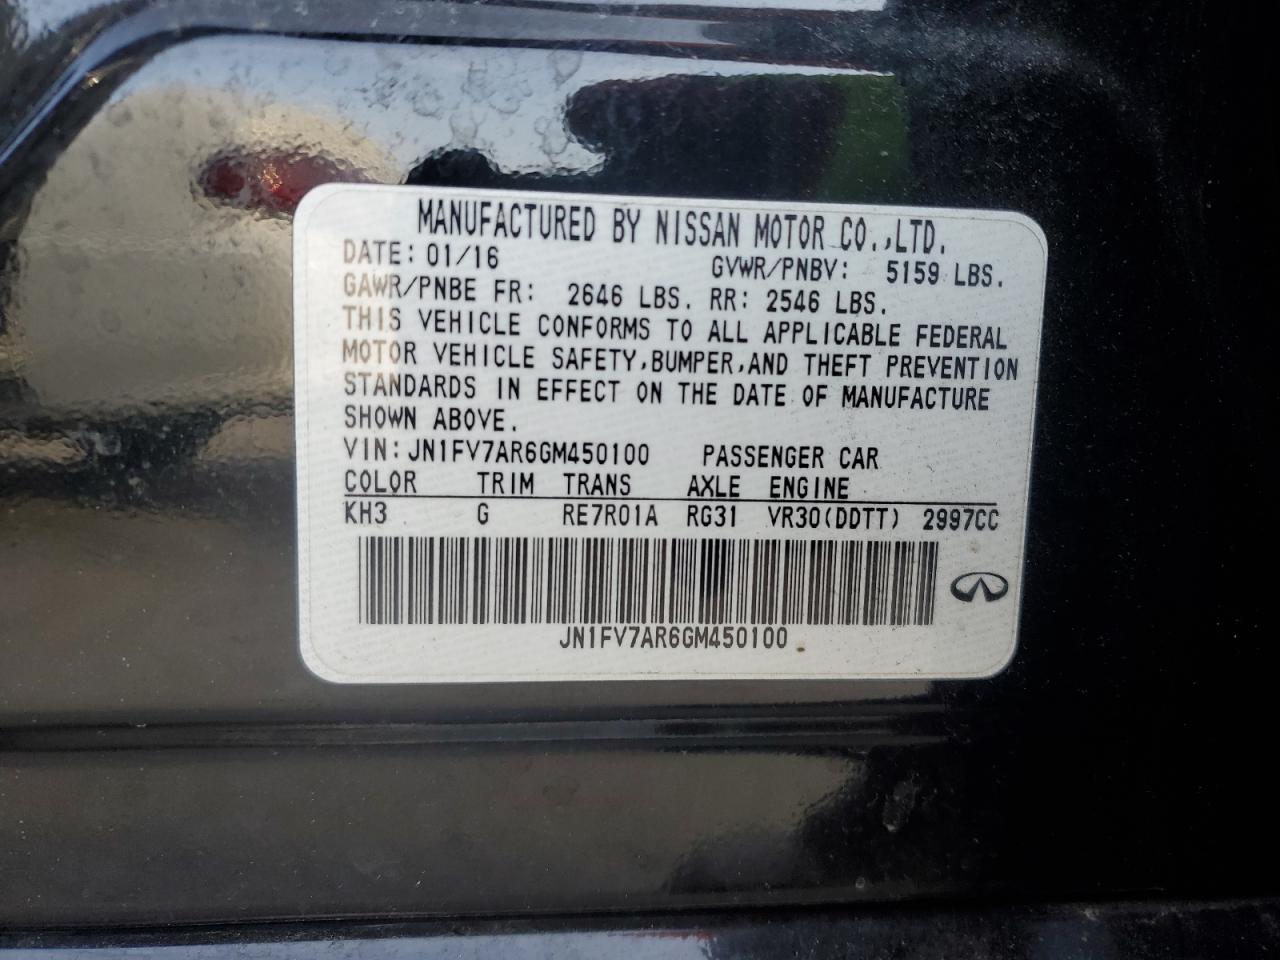 MANUFACTURED BY NISSAN MOTOR CO.,LTD.
DATE: 01/16 GVWR/PNBV: 5159 LBS.
GAWR/PNBE FR: 2646 LBS. RR: 2546 LBS.
THIS VEHICLE CONFORMS TO ALL APPLICABLE FEDERAL
MOTOR VEHICLE SAFETY,BUMPER,AND THEFT PREVENTION
STANDARDS IN EFFECT ON THE DATE OF MANUFACTURE
SHOWN ABOVE.
VIN:JN1FV7AR6GM450100 PASSENGER CAR
COLOR TRIM TRANS AXLE ENGINE
KH3 G RE7R01A RG31 VR30(DDTT) 2997CC
JN1FV7AR6GM450100